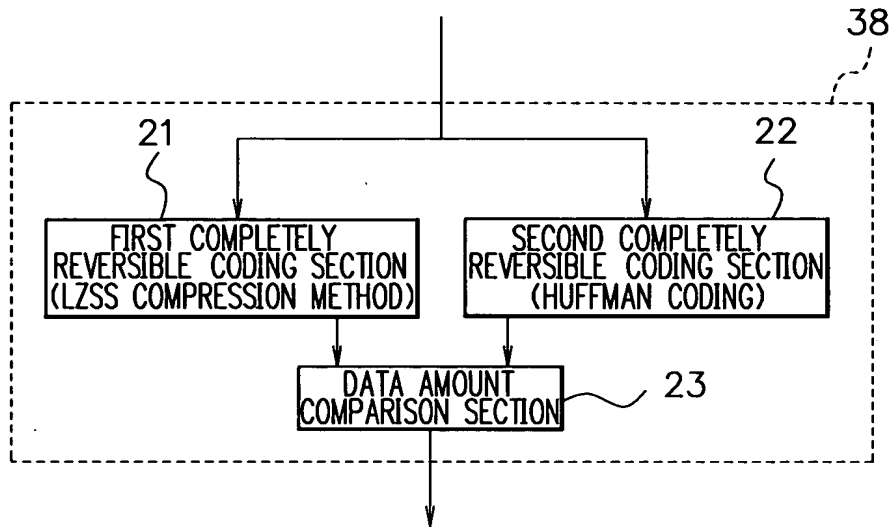 38
21
22
FIRST COMPLETELY
REVERSIBLE CODING SECTION
(LZSS COMPRESSION METHOD)
SECOND COMPLETELY
REVERSIBLE CODING SECTION
(HUFFMAN CODING)
DATA AMOUNT
COMPARISON SECTION
23